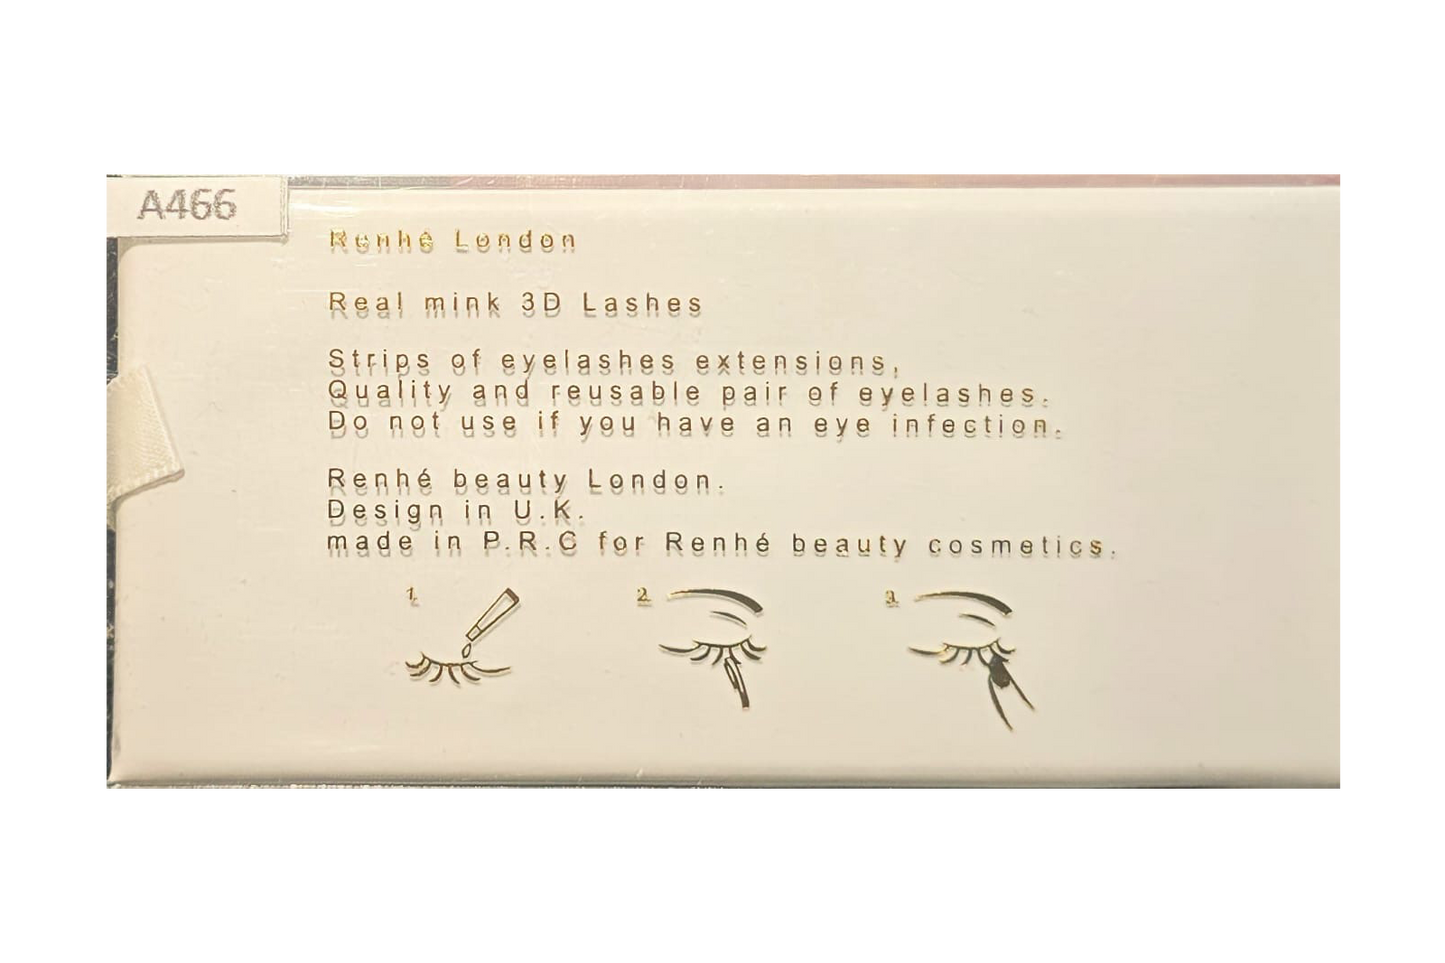 A466
Renhé London
Real mink 3D Lashes
Strips of eyelashes extensions,
Quality and reusable pair of eyelashes.
Do not use if you have an eye infection.
Renhé beauty London.
Design in U.K.
made in P.R.C for Renhé beauty cosmetics.
1. 2. 3.